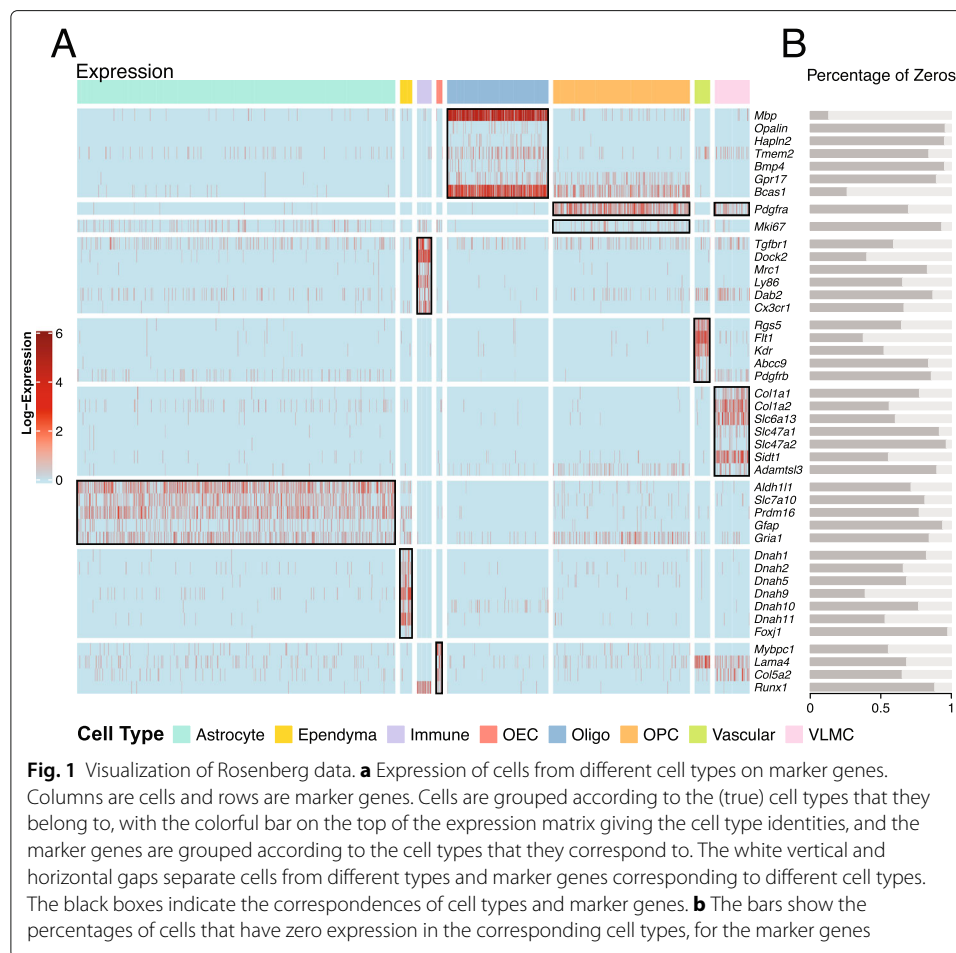 A
B
Expression
Percentage of Zeros
Mbp
Opalin
Hapln2
Tmem2
Bmp4
Gpr17
Bcas1
Pdgfra
Mki67
Tgfbr1
Dock2
Mrc1
Ly86
Dab2
Cx3cr1
Rgs5
Flt1
Kdr
Abcc9
Pdgfrb
Col1a1
Col1a2
Slc6a13
Slc47a1
Slc47a2
Sidt1
Adamtsl3
Aldh1l1
Slc7a10
Prdm16
Gfap
Gria1
Dnah1
Dnah2
Dnah5
Dnah9
Dnah10
Dnah11
Foxj1
Mybpc1
Lama4
Col5a2
Runx1
Log−Expression
6
4
2
0
0 0.5 1
Cell Type Astrocyte Ependyma Immune OEC Oligo OPC Vascular VLMC
Fig. 1 Visualization of Rosenberg data. a Expression of cells from different cell types on marker genes.
Columns are cells and rows are marker genes. Cells are grouped according to the (true) cell types that they
belong to, with the colorful bar on the top of the expression matrix giving the cell type identities, and the
marker genes are grouped according to the cell types that they correspond to. The white vertical and
horizontal gaps separate cells from different types and marker genes corresponding to different cell types.
The black boxes indicate the correspondences of cell types and marker genes. b The bars show the
percentages of cells that have zero expression in the corresponding cell types, for the marker genes